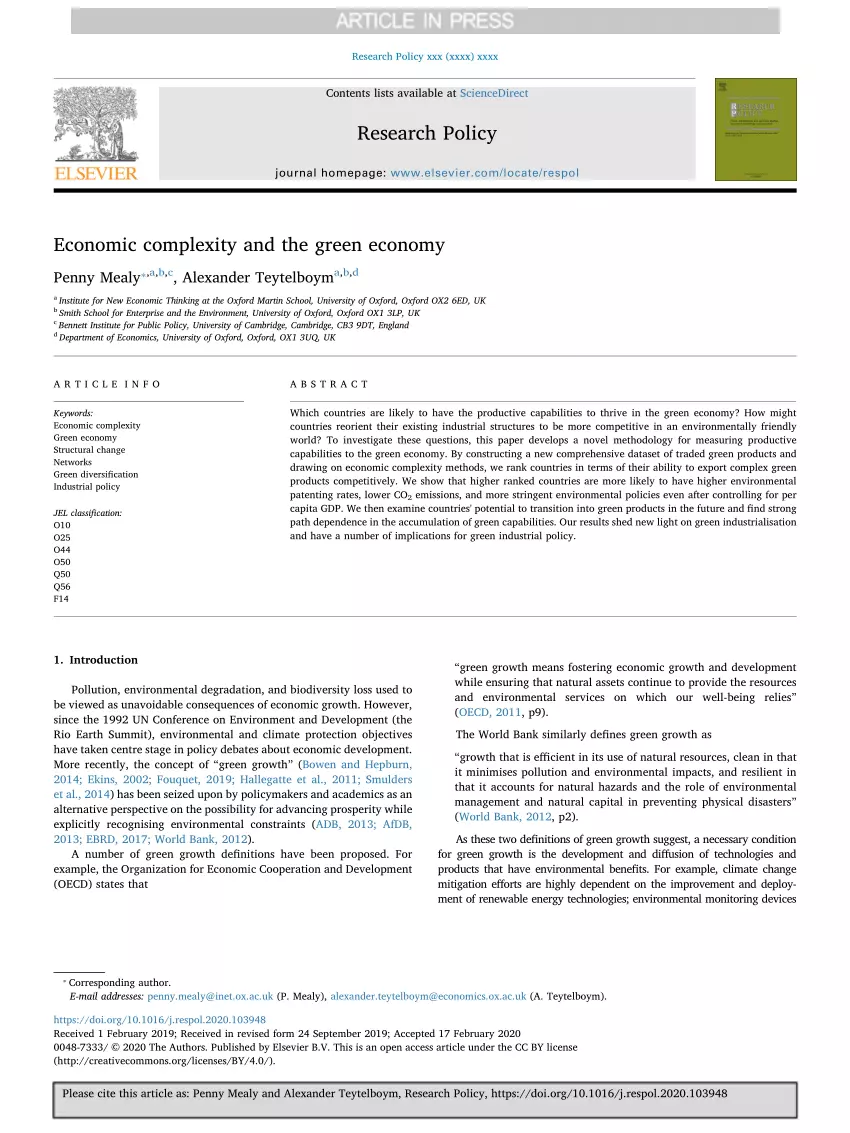 ARTICLE IN PRESS
Research Policy xxx (xxxx) xxxx
Contents lists available at ScienceDirect
Research Policy
journal homepage: www.elsevier.com/locate/respol
ELSEVIER
RESEARCH
POLICY
Economic complexity and the green economy
Penny Mealy⁎,a,b,c, Alexander Teytelboyma,b,d
a Institute for New Economic Thinking at the Oxford Martin School, University of Oxford, Oxford OX2 6ED, UK
b Smith School for Enterprise and the Environment, University of Oxford, Oxford OX1 3LP, UK
c Bennett Institute for Public Policy, University of Cambridge, Cambridge, CB3 9DT, England
d Department of Economics, University of Oxford, Oxford, OX1 3UQ, UK
ARTICLE INFO
Keywords:
Economic complexity
Green economy
Structural change
Networks
Green diversification
Industrial policy
JEL classification:
O10
O25
O44
O50
Q50
Q56
F14
ABSTRACT
Which countries are likely to have the productive capabilities to thrive in the green economy? How might
countries reorient their existing industrial structures to be more competitive in an environmentally friendly
world? To investigate these questions, this paper develops a novel methodology for measuring productive
capabilities to the green economy. By constructing a new comprehensive dataset of traded green products and
drawing on economic complexity methods, we rank countries in terms of their ability to export complex green
products competitively. We show that higher ranked countries are more likely to have higher environmental
patenting rates, lower CO2 emissions, and more stringent environmental policies even after controlling for per
capita GDP. We then examine countries' potential to transition into green products in the future and find strong
path dependence in the accumulation of green capabilities. Our results shed new light on green industrialisation
and have a number of implications for green industrial policy.
1. Introduction
Pollution, environmental degradation, and biodiversity loss used to
be viewed as unavoidable consequences of economic growth. However,
since the 1992 UN Conference on Environment and Development (the
Rio Earth Summit), environmental and climate protection objectives
have taken centre stage in policy debates about economic development.
More recently, the concept of “green growth” (Bowen and Hepburn,
2014; Ekins, 2002; Fouquet, 2019; Hallegatte et al., 2011; Smulders
et al., 2014) has been seized upon by policymakers and academics as an
alternative perspective on the possibility for advancing prosperity while
explicitly recognising environmental constraints (ADB, 2013; AfDB,
2013; EBRD, 2017; World Bank, 2012).
A number of green growth definitions have been proposed. For
example, the Organization for Economic Cooperation and Development
(OECD) states that
“green growth means fostering economic growth and development
while ensuring that natural assets continue to provide the resources
and environmental services on which our well-being relies”
(OECD, 2011, p9).
The World Bank similarly defines green growth as
“growth that is efficient in its use of natural resources, clean in that
it minimises pollution and environmental impacts, and resilient in
that it accounts for natural hazards and the role of environmental
management and natural capital in preventing physical disasters”
(World Bank, 2012, p2).
As these two definitions of green growth suggest, a necessary condition
for green growth is the development and diffusion of technologies and
products that have environmental benefits. For example, climate change
mitigation efforts are highly dependent on the improvement and deploy-
ment of renewable energy technologies; environmental monitoring devices
⁎ Corresponding author.
E-mail addresses: penny.mealy@inet.ox.ac.uk (P. Mealy), alexander.teytelboym@economics.ox.ac.uk (A. Teytelboym).
https://doi.org/10.1016/j.respol.2020.103948
Received 1 February 2019; Received in revised form 24 September 2019; Accepted 17 February 2020
0048-7333/ © 2020 The Authors. Published by Elsevier B.V. This is an open access article under the CC BY license
(http://creativecommons.org/licenses/BY/4.0/).
Please cite this article as: Penny Mealy and Alexander Teytelboym, Research Policy, https://doi.org/10.1016/j.respol.2020.103948